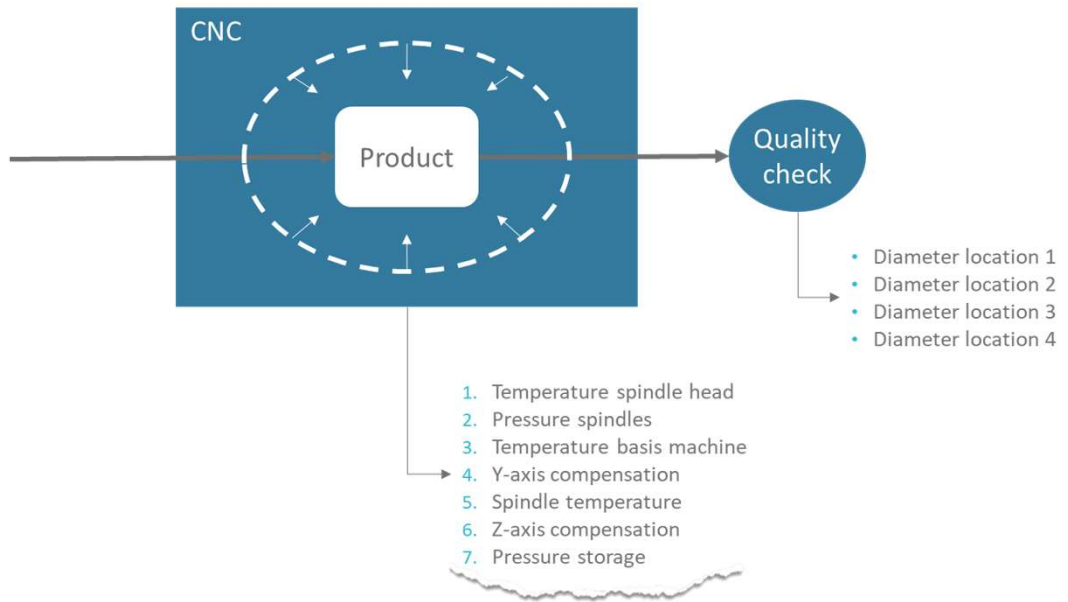 CNC
Product
Quality
check
• Diameter location 1
• Diameter location 2
• Diameter location 3
• Diameter location 4
1. Temperature spindle head
2. Pressure spindles
3. Temperature basis machine
4. Y-axis compensation
5. Spindle temperature
6. Z-axis compensation
7. Pressure storage